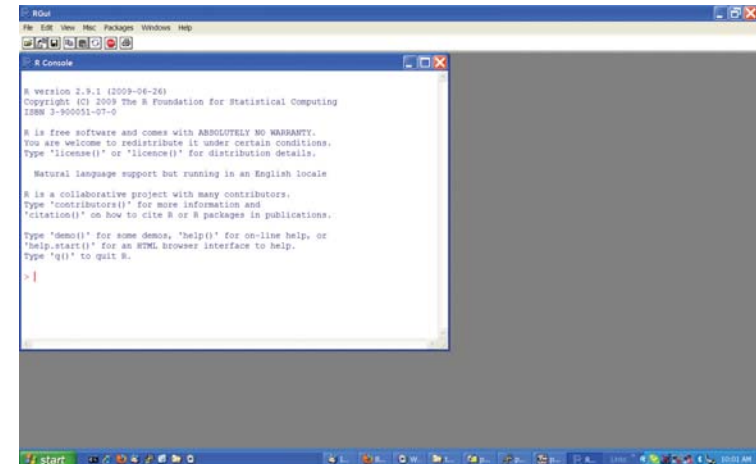 RGui
File Edit View Misc Packages Windows Help
R Console
R version 2.9.1 (2009-06-26)
Copyright (C) 2009 The R Foundation for Statistical Computing
ISBN 3-900051-07-0
R is free software and comes with ABSOLUTELY NO WARRANTY.
You are welcome to redistribute it under certain conditions.
Type 'license()' or 'licence()' for distribution details.
Natural language support but running in an English locale
R is a collaborative project with many contributors.
Type 'contributors()' for more information and
'citation()' on how to cite R or R packages in publications.
Type 'demo()' for some demos, 'help()' for on-line help, or
'help.start()' for an HTML browser interface to help.
Type 'q()' to quit R.
>
start 10:01 AM